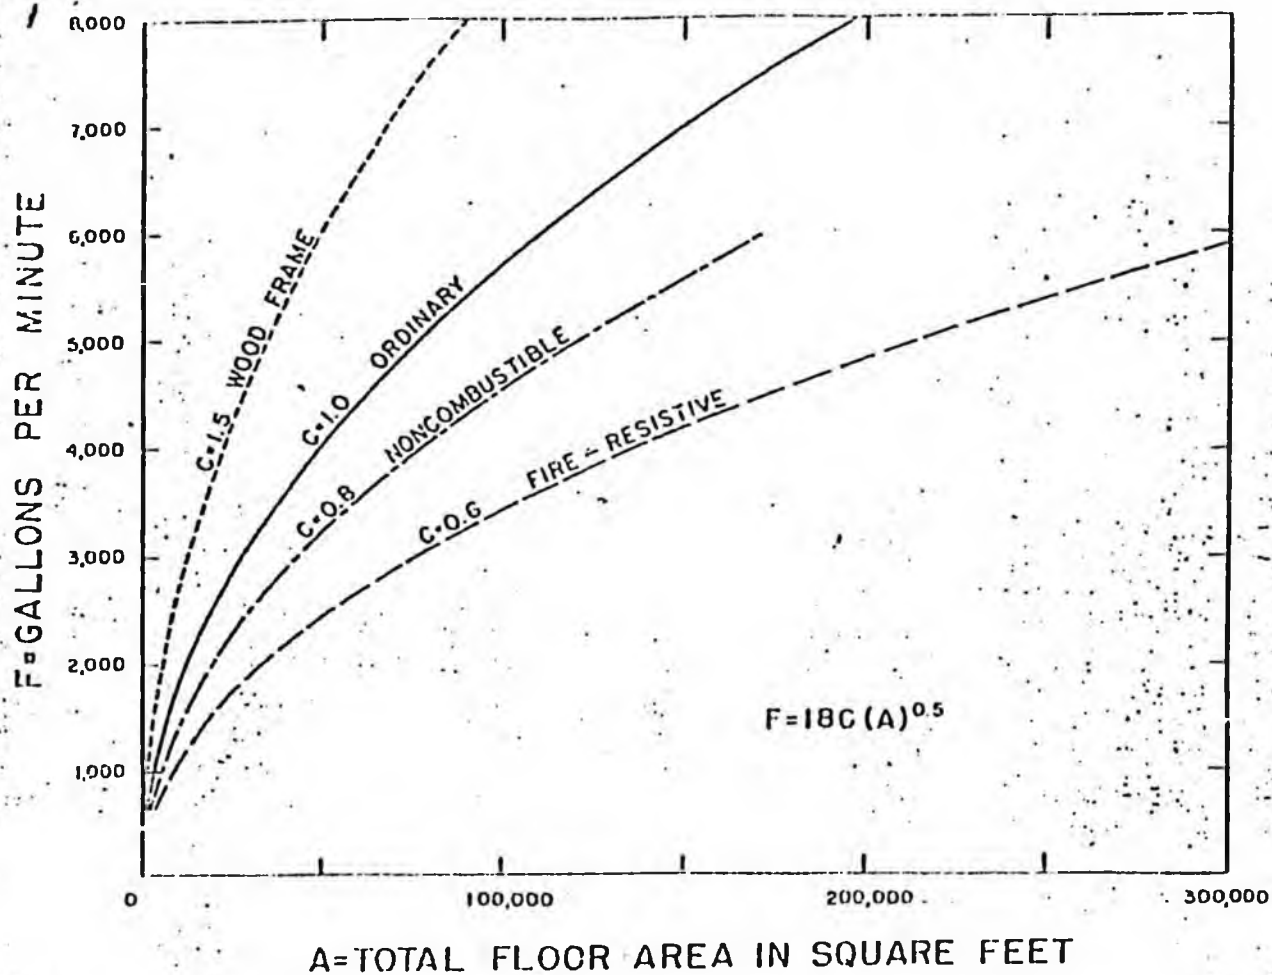 8,000
7,000
6,000
5,000
4,000
3,000
2,000
1,000
F=GALLONS PER MINUTE
C=1.5 WOOD FRAME
C=1.0 ORDINARY
C=0.8 NONCOMBUSTIBLE
C=0.6 FIRE-RESISTIVE
F=18C(A)0.5
0
100,000
200,000
300,000
A=TOTAL FLOOR AREA IN SQUARE FEET